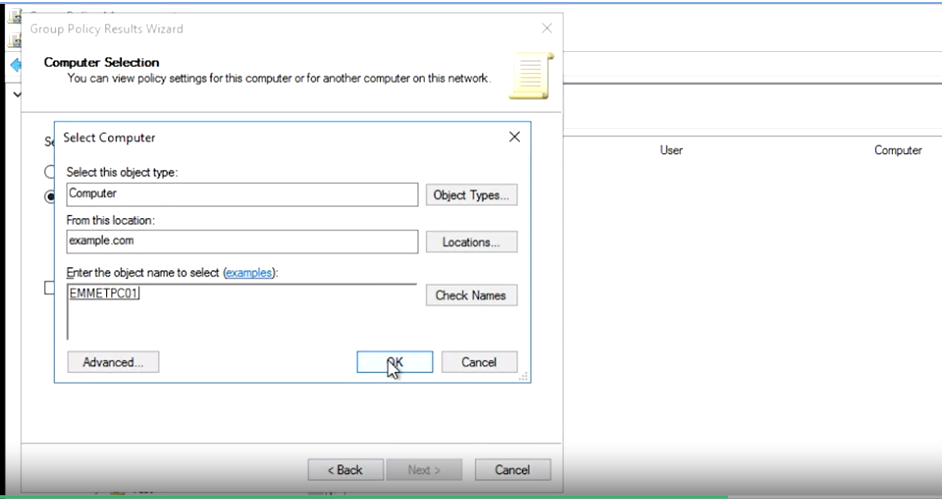 Group Policy Results Wizard
Computer Selection
You can view policy settings for this computer or for another computer on this network.
User Computer
Select Computer
Select this object type:
Computer
Object Types...
From this location:
example.com
Locations...
Enter the object name to select (examples):
EMMETPC01
Check Names
Advanced...
OK
Cancel
< Back
Next >
Cancel